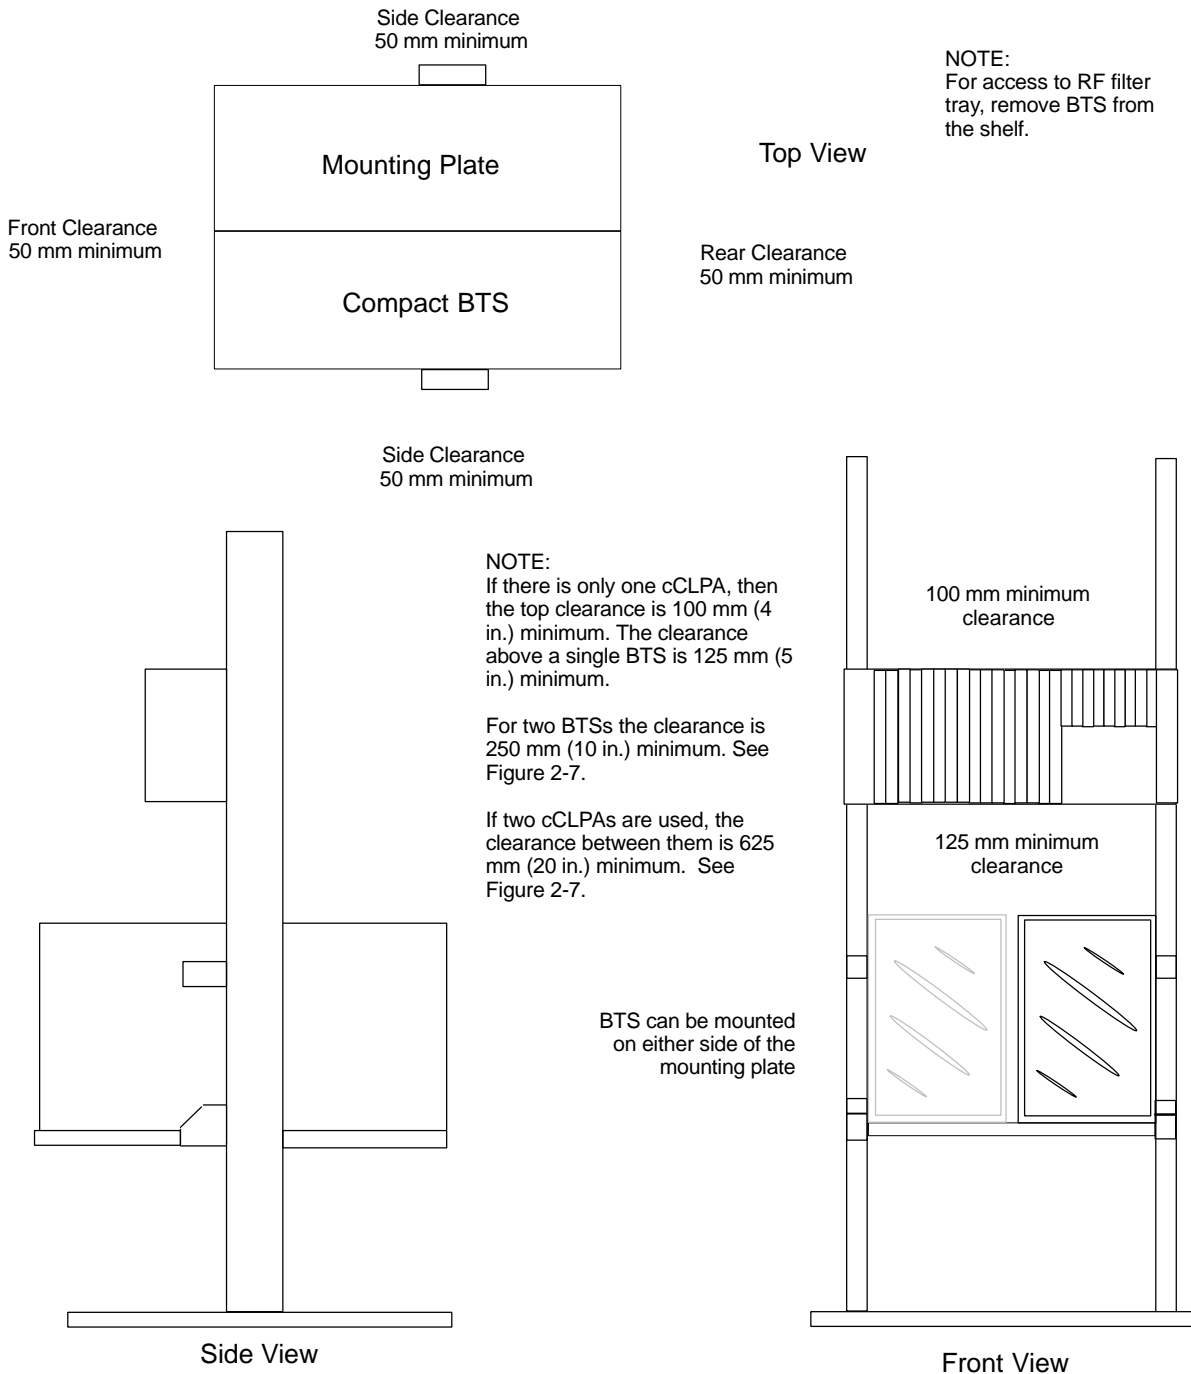 Side Clearance
50 mm minimum
NOTE:
For access to RF filter
tray, remove BTS from
the shelf.
Mounting Plate
Top View
Front Clearance
50 mm minimum
Rear Clearance
50 mm minimum
Compact BTS
Side Clearance
50 mm minimum
NOTE:
If there is only one cCLPA, then
the top clearance is 100 mm (4
in.) minimum. The clearance
above a single BTS is 125 mm (5
in.) minimum.
For two BTSs the clearance is
250 mm (10 in.) minimum. See
Figure 2-7.
If two cCLPAs are used, the
clearance between them is 625
mm (20 in.) minimum.  See
Figure 2-7.
100 mm minimum
clearance
125 mm minimum
clearance
BTS can be mounted
on either side of the
mounting plate
Side View
Front View